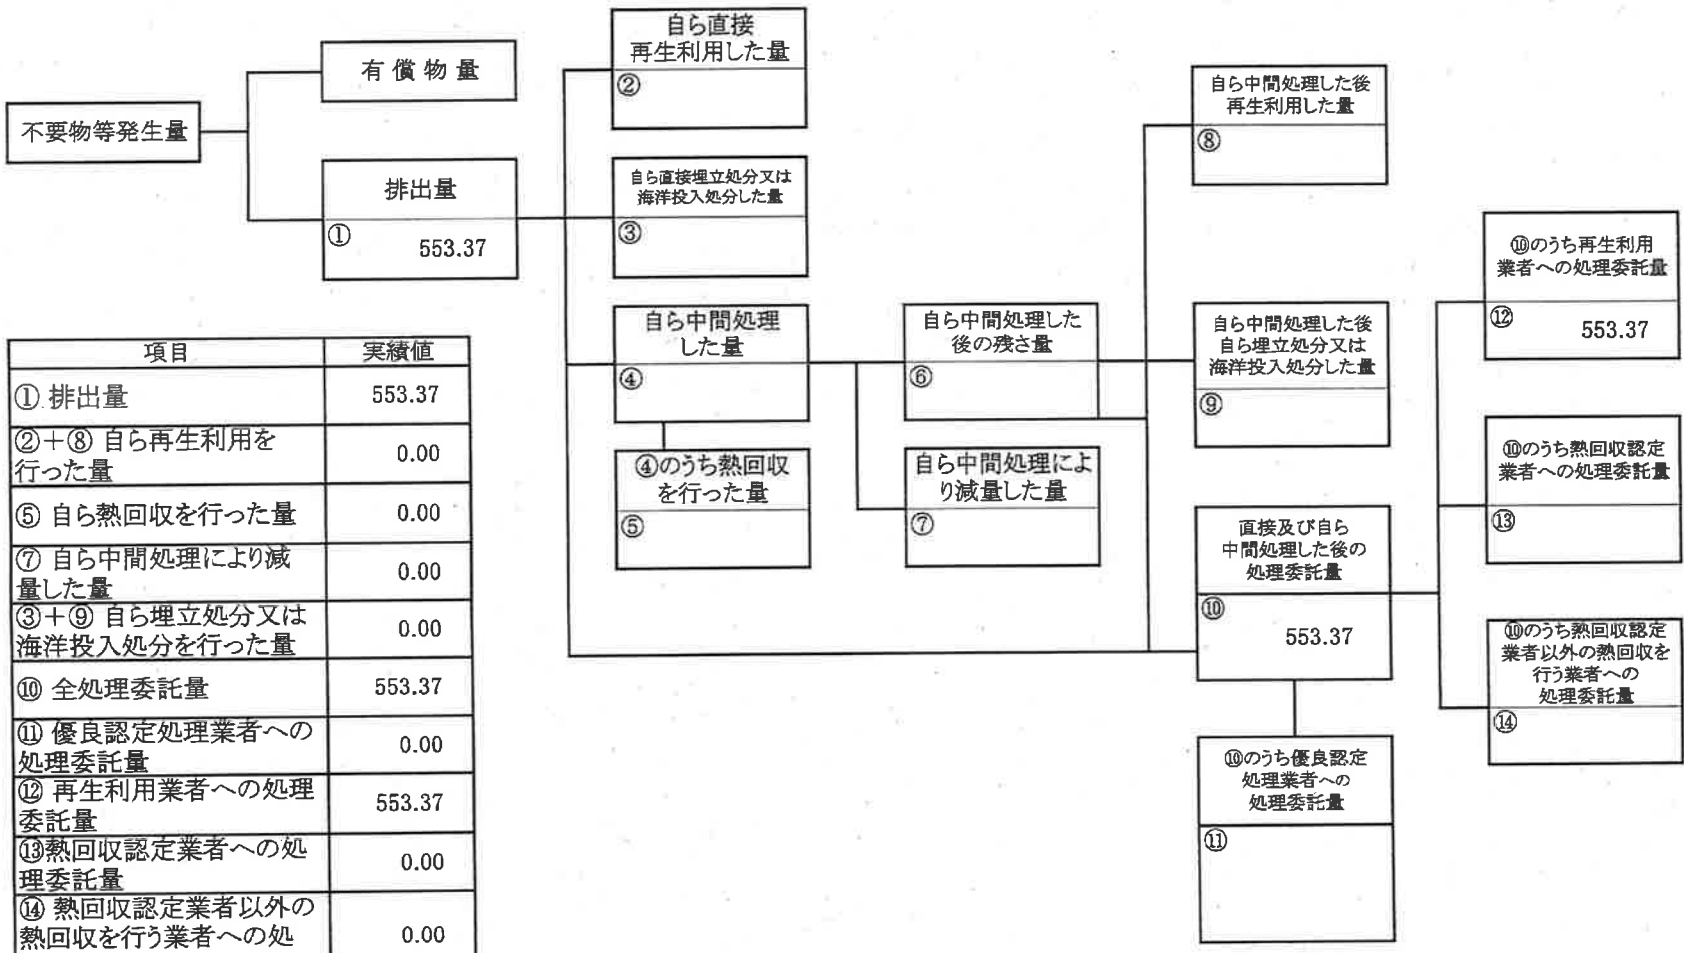 不要物等発生量
有償物量
排出量
①
553.37
自ら直接
再生利用した量
②
自ら直接埋立処分又は
海洋投入処分した量
③
自ら中間処理
した量
④
④のうち熱回収
を行った量
⑤
自ら中間処理した
後の残さ量
⑥
自ら中間処理によ
り減量した量
⑦
自ら中間処理した後
再生利用した量
⑧
自ら中間処理した後
自ら埋立処分又は
海洋投入処分した量
⑨
直接及び自ら
中間処理した後の
処理委託量
⑩
553.37
⑩のうち優良認定
処理業者への
処理委託量
⑪
⑩のうち再生利用
業者への処理委託量
⑫
553.37
⑩のうち熱回収認定
業者への処理委託量
⑬
⑩のうち熱回収認定
業者以外の熱回収を
行う業者への
処理委託量
⑭
項目 実績値
① 排出量 553.37
②+⑧ 自ら再生利用を
行った量 0.00
⑤ 自ら熱回収を行った量 0.00
⑦ 自ら中間処理により減
量した量 0.00
③+⑨ 自ら埋立処分又は
海洋投入処分を行った量 0.00
⑩ 全処理委託量 553.37
⑪ 優良認定処理業者への
処理委託量 0.00
⑫ 再生利用業者への処理
委託量 553.37
⑬熱回収認定業者への処
理委託量 0.00
⑭ 熱回収認定業者以外の
熱回収を行う業者への処 0.00